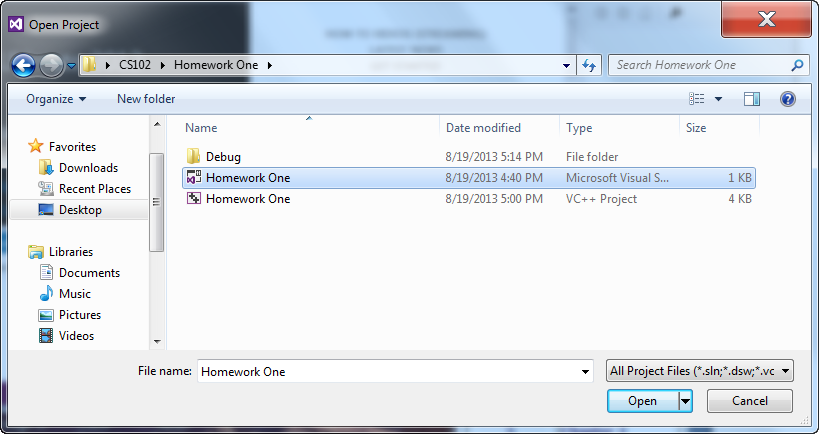 Open Project
CS102 Homework One
Search Homework One
Organize New folder
Name Date modified Type Size
Favorites
Downloads
Recent Places
Desktop
Libraries
Documents
Music
Pictures
Videos
Debug 8/19/2013 5:14 PM File folder
Homework One 8/19/2013 4:40 PM Microsoft Visual S... 1 KB
Homework One 8/19/2013 5:00 PM VC++ Project 4 KB
File name: Homework One All Project Files (*.sln;*.dsw;*.vc
Open Cancel